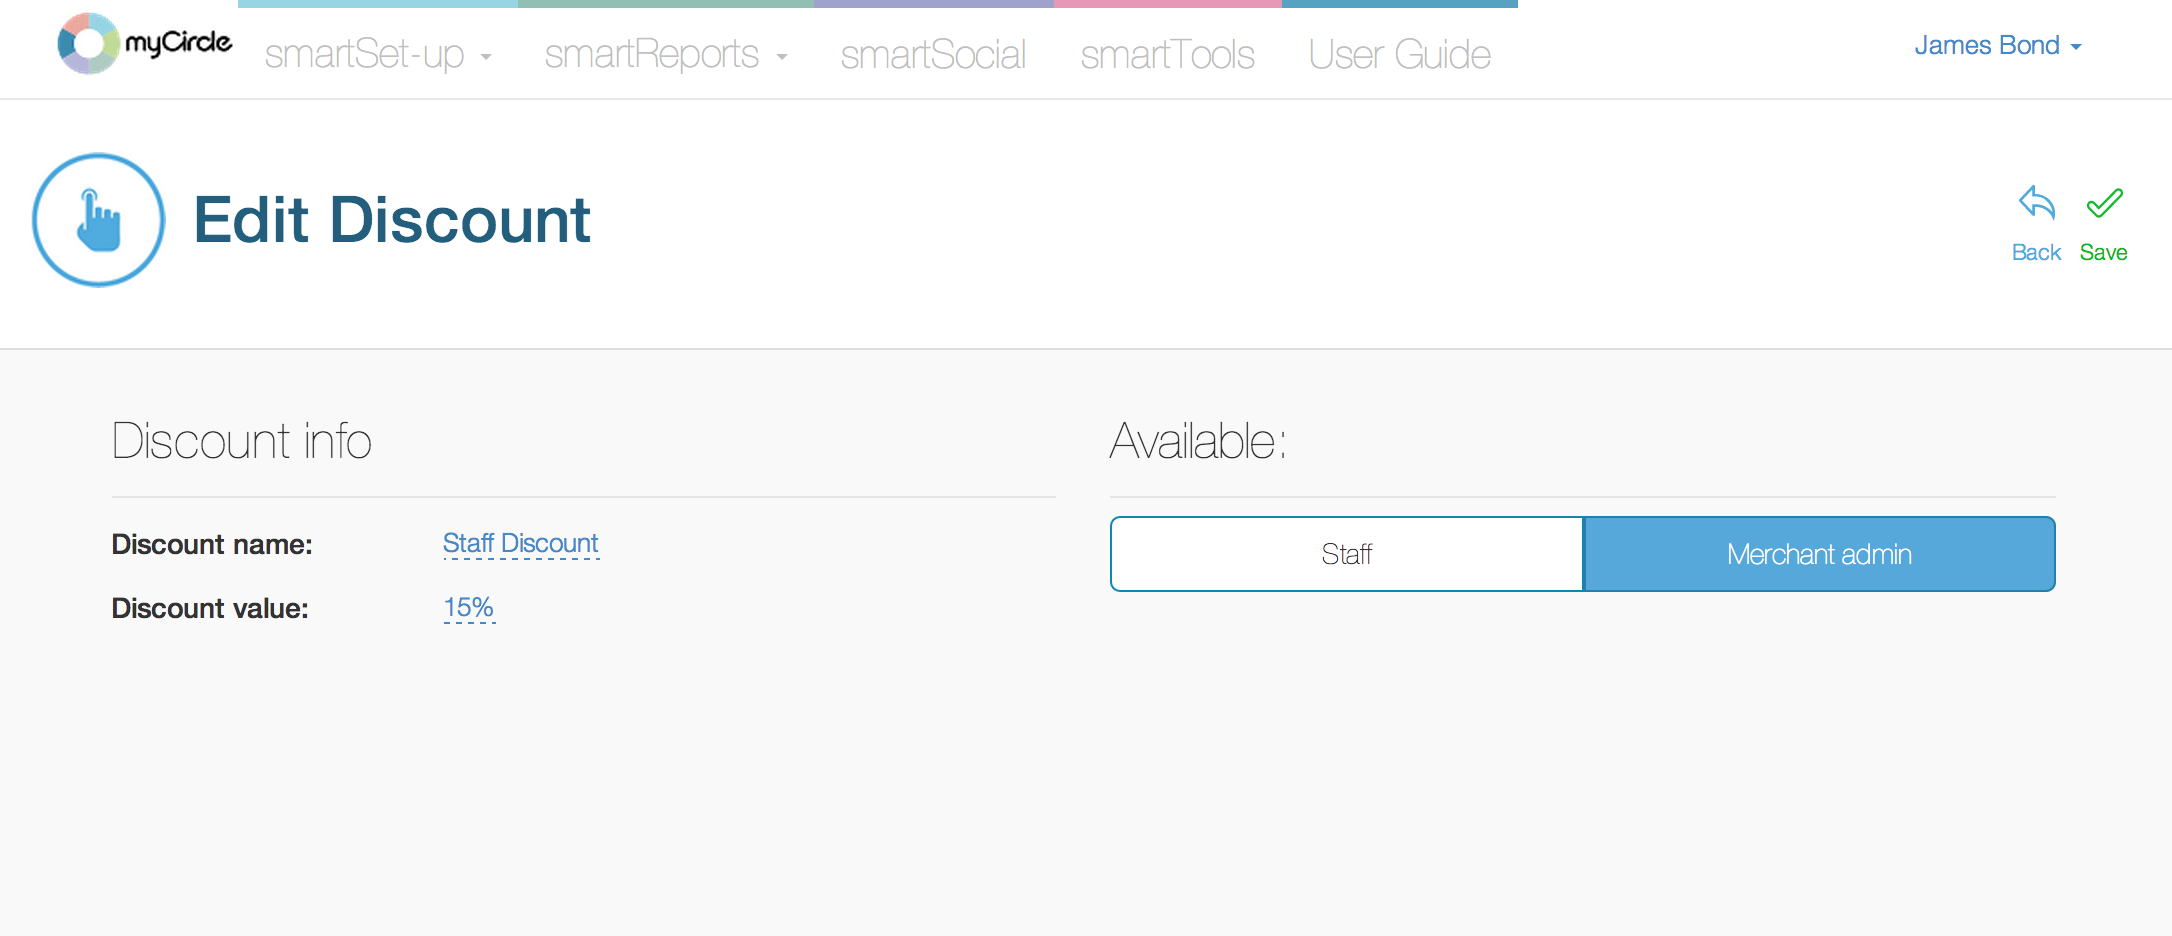 myCircle
smartSet-up
smartReports
smartSocial
smartTools
User Guide
James Bond
Edit Discount
Back
Save
Discount info
Available:
Discount name:
Staff Discount
Staff
Merchant admin
Discount value:
15%